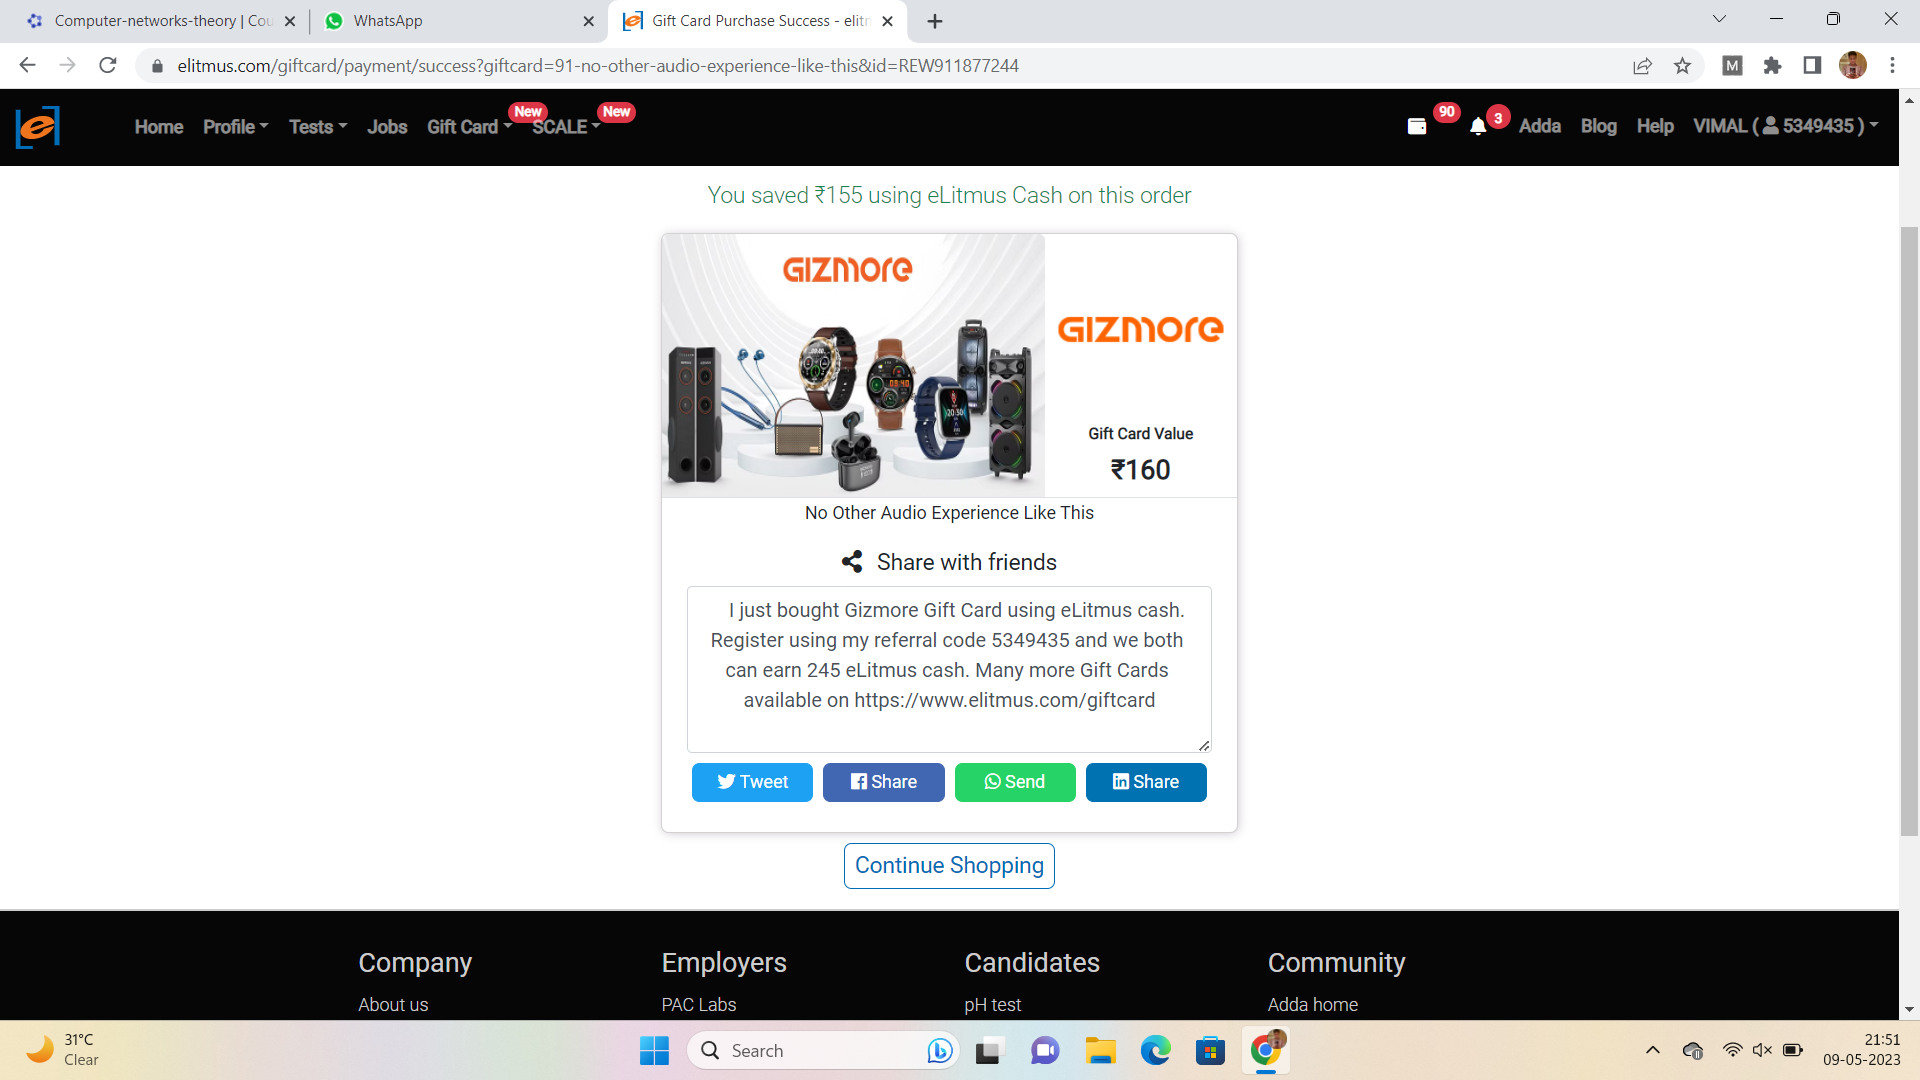 Computer-networks-theory | Cou
WhatsApp
Gift Card Purchase Success - elitm
elitmus.com/giftcard/payment/success?giftcard=91-no-other-audio-experience-like-this&id=REW911877244
M
Home
Profile
Tests
Jobs
Gift Card
New
SCALE
New
90
3
Adda
Blog
Help
VIMAL ( 5349435 )
You saved ₹155 using eLitmus Cash on this order
GIZMORE
GIZMORE
Gift Card Value
₹160
No Other Audio Experience Like This
Share with friends
I just bought Gizmore Gift Card using eLitmus cash.
Register using my referral code 5349435 and we both
can earn 245 eLitmus cash. Many more Gift Cards
available on https://www.elitmus.com/giftcard
Tweet
Share
Send
Share
Continue Shopping
Company
Employers
Candidates
Community
About us
PAC Labs
pH test
Adda home
31°C
Clear
Search
21:51
09-05-2023